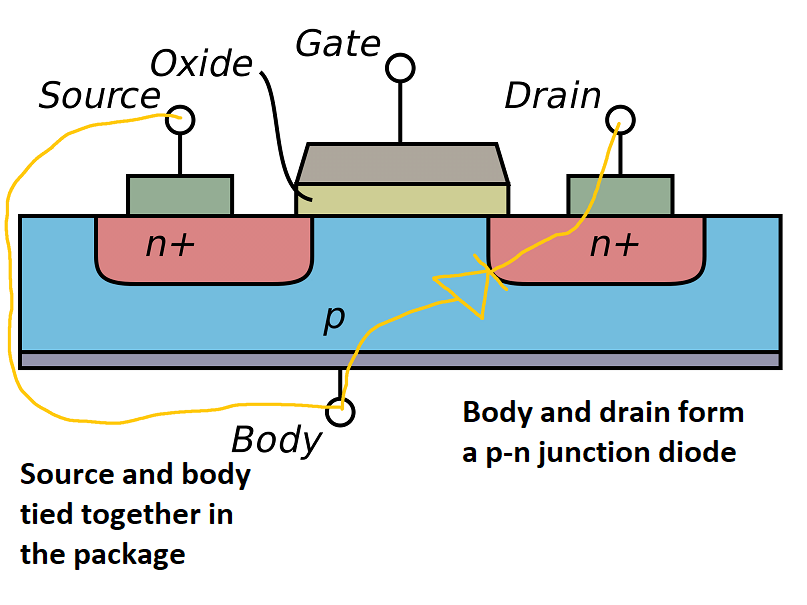 Gate
Oxide
Source
Drain
n+
n+
p
Body
Body and drain form
a p-n junction diode
Source and body
tied together in
the package